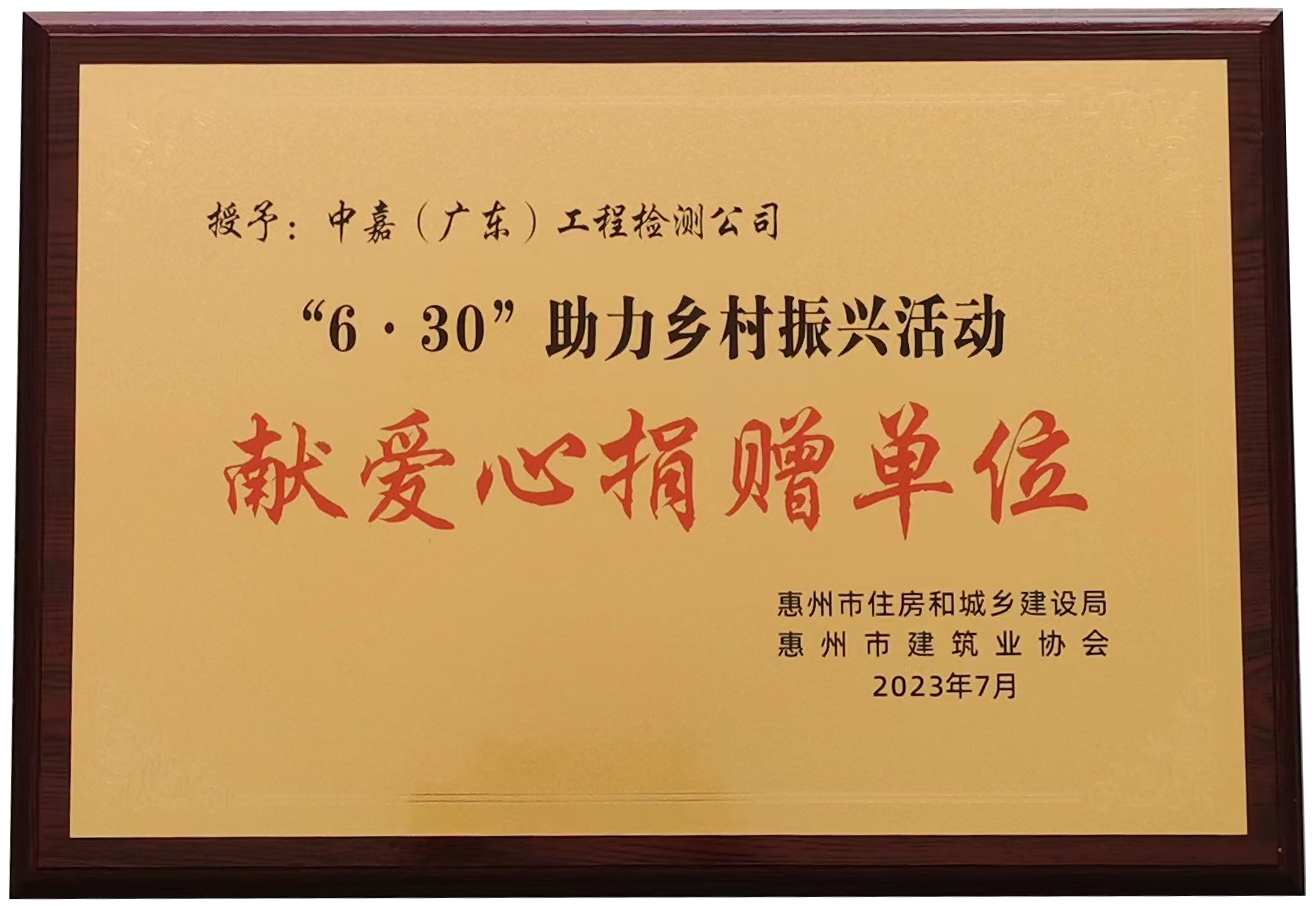 授予：中嘉（广东）工程检测公司
“6·30”助力乡村振兴活动
献爱心捐赠单位
惠州市住房和城乡建设局
惠州市建筑业协会
2023年7月